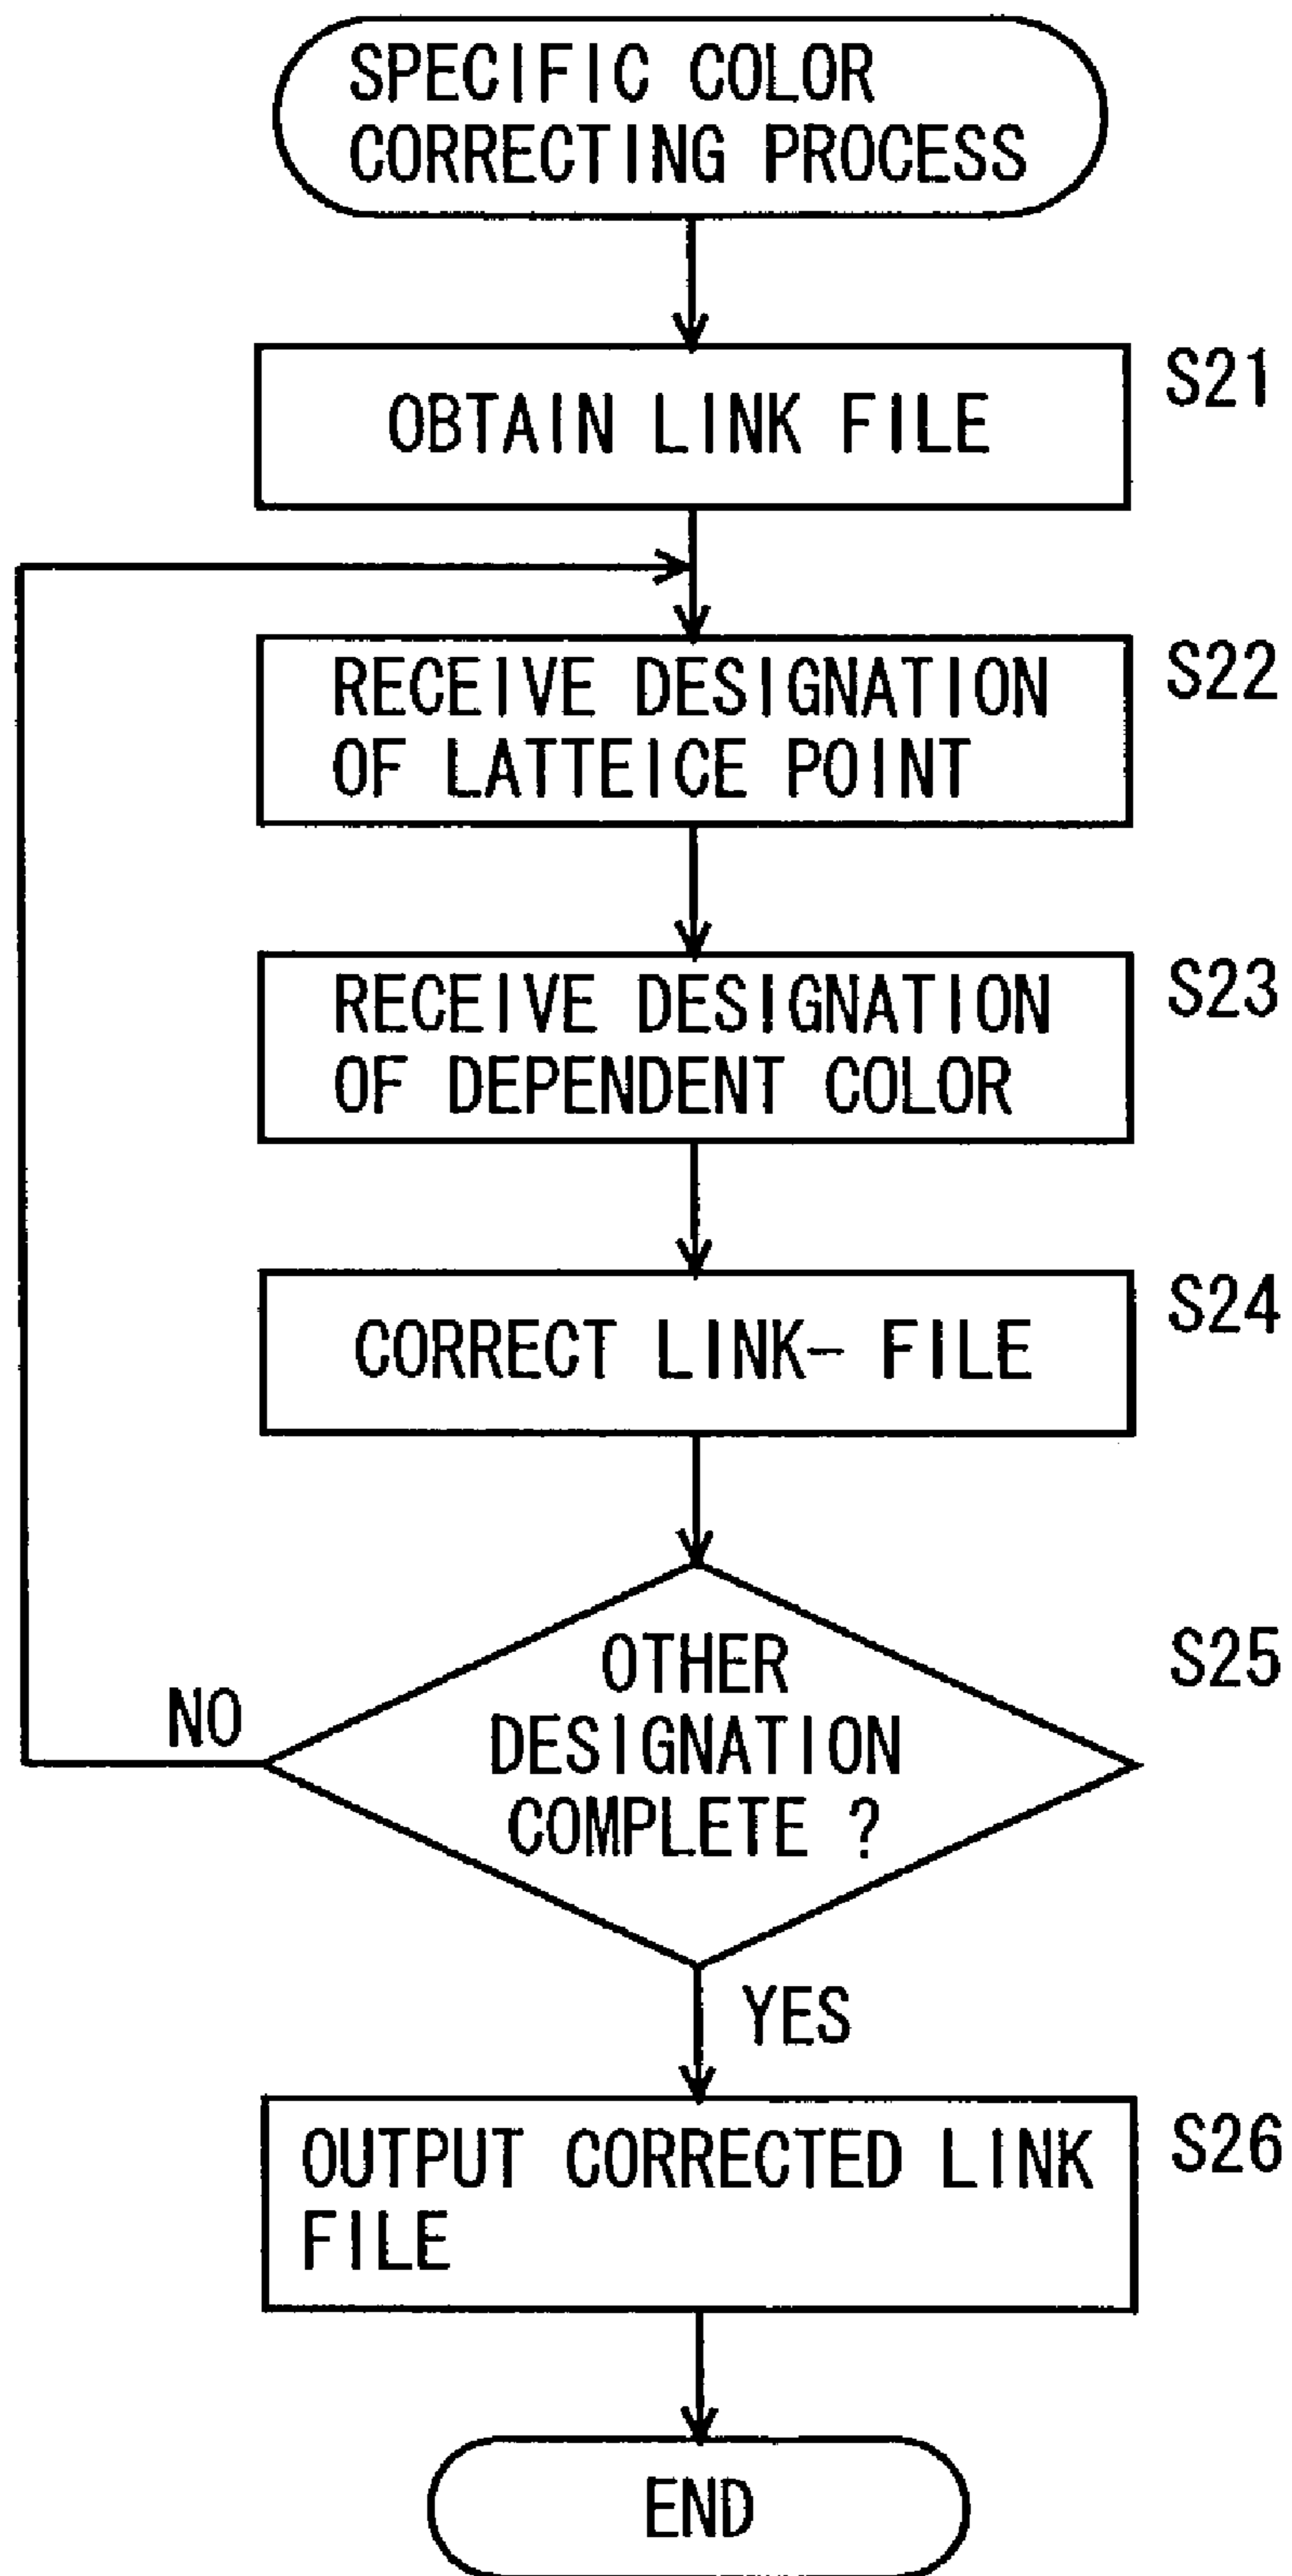 SPECIFIC COLOR
CORRECTING PROCESS
S21
OBTAIN LINK FILE
S22
RECEIVE DESIGNATION
OF LATTEICE POINT
S23
RECEIVE DESIGNATION
OF DEPENDENT COLOR
S24
CORRECT LINK- FILE
S25
OTHER
DESIGNATION
COMPLETE ?
NO
YES
S26
OUTPUT CORRECTED LINK
FILE
END